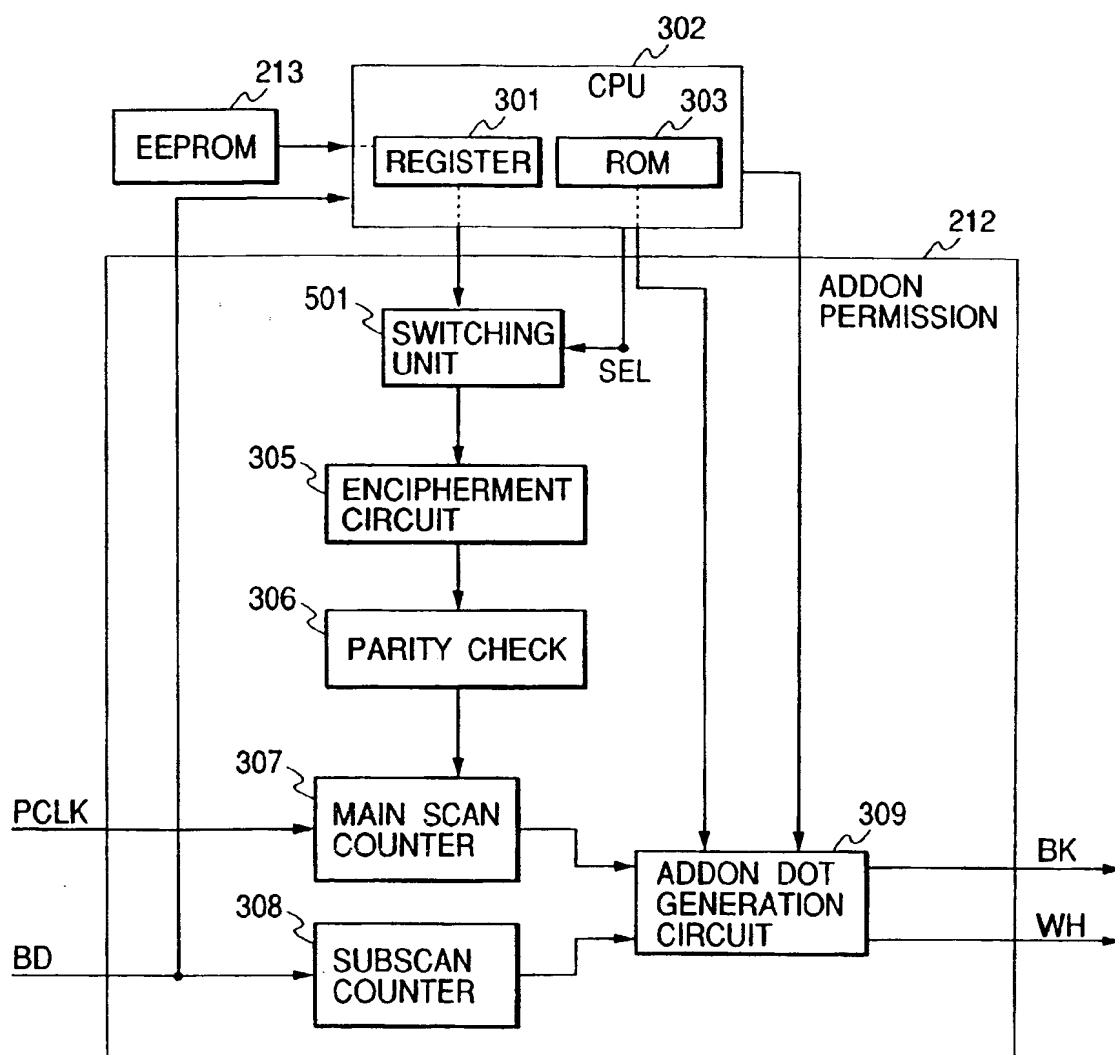 302
CPU
213
EEPROM
301
REGISTER
303
ROM
212
ADDON
PERMISSION
501
SWITCHING
UNIT
SEL
305
ENCIPHERMENT
CIRCUIT
306
PARITY CHECK
307
PCLK
MAIN SCAN
COUNTER
309
ADDON DOT
GENERATION
CIRCUIT
BK
WH
308
BD
SUBSCAN
COUNTER